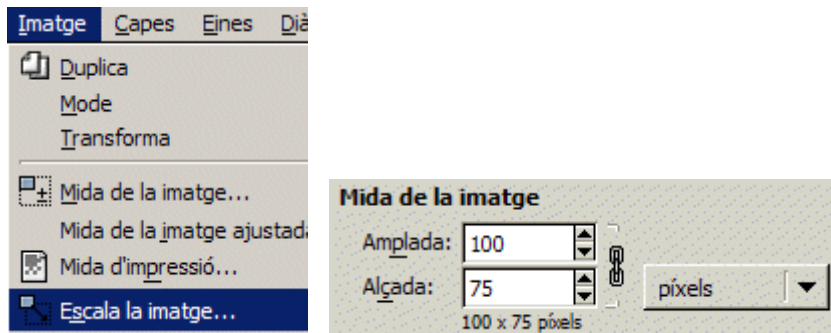 Imatge Capes Eines Dià
Duplica
Mode
Transforma
Mida de la imatge...
Mida de la imatge ajustada
Mida d'impressió...
Escala la imatge...
Mida de la imatge
Amplada: 100
Alçada: 75 píxels
100 x 75 píxels